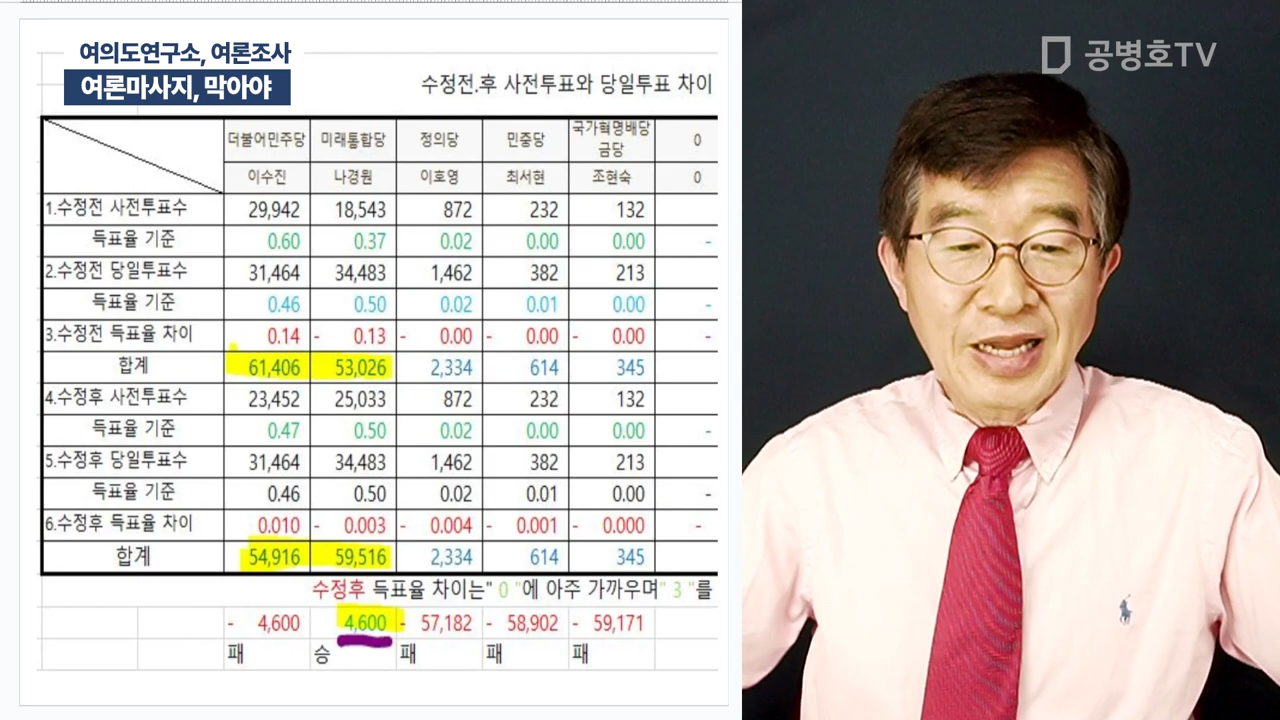 여의도연구소, 여론조사
여론마사지, 막아야
공병호TV
수정전.후 사전투표와 당일투표 차이
더불어민주당 미래통합당 정의당 민중당 국가혁명배당금당 0
이수진 나경원 이호영 최서현 조현숙 0
1.수정전 사전투표수 29,942 18,543 872 232 132
득표율 기준 0.60 0.37 0.02 0.00 0.00 -
2.수정전 당일투표수 31,464 34,483 1,462 382 213
득표율 기준 0.46 0.50 0.02 0.01 0.00 -
3.수정전 득표율 차이 0.14 - 0.13 - 0.00 - 0.00 - 0.00 -
합계 61,406 53,026 2,334 614 345
4.수정후 사전투표수 23,452 25,033 872 232 132
득표율 기준 0.47 0.50 0.02 0.00 0.00 -
5.수정후 당일투표수 31,464 34,483 1,462 382 213
득표율 기준 0.46 0.50 0.02 0.01 0.00 -
6.수정후 득표율 차이 0.010 - 0.003 - 0.004 - 0.001 - 0.000 -
합계 54,916 59,516 2,334 614 345
수정후 득표율 차이는" 0 "에 아주 가까우며" 3 "를
- 4,600 4,600 - 57,182 - 58,902 - 59,171
패 승 패 패 패